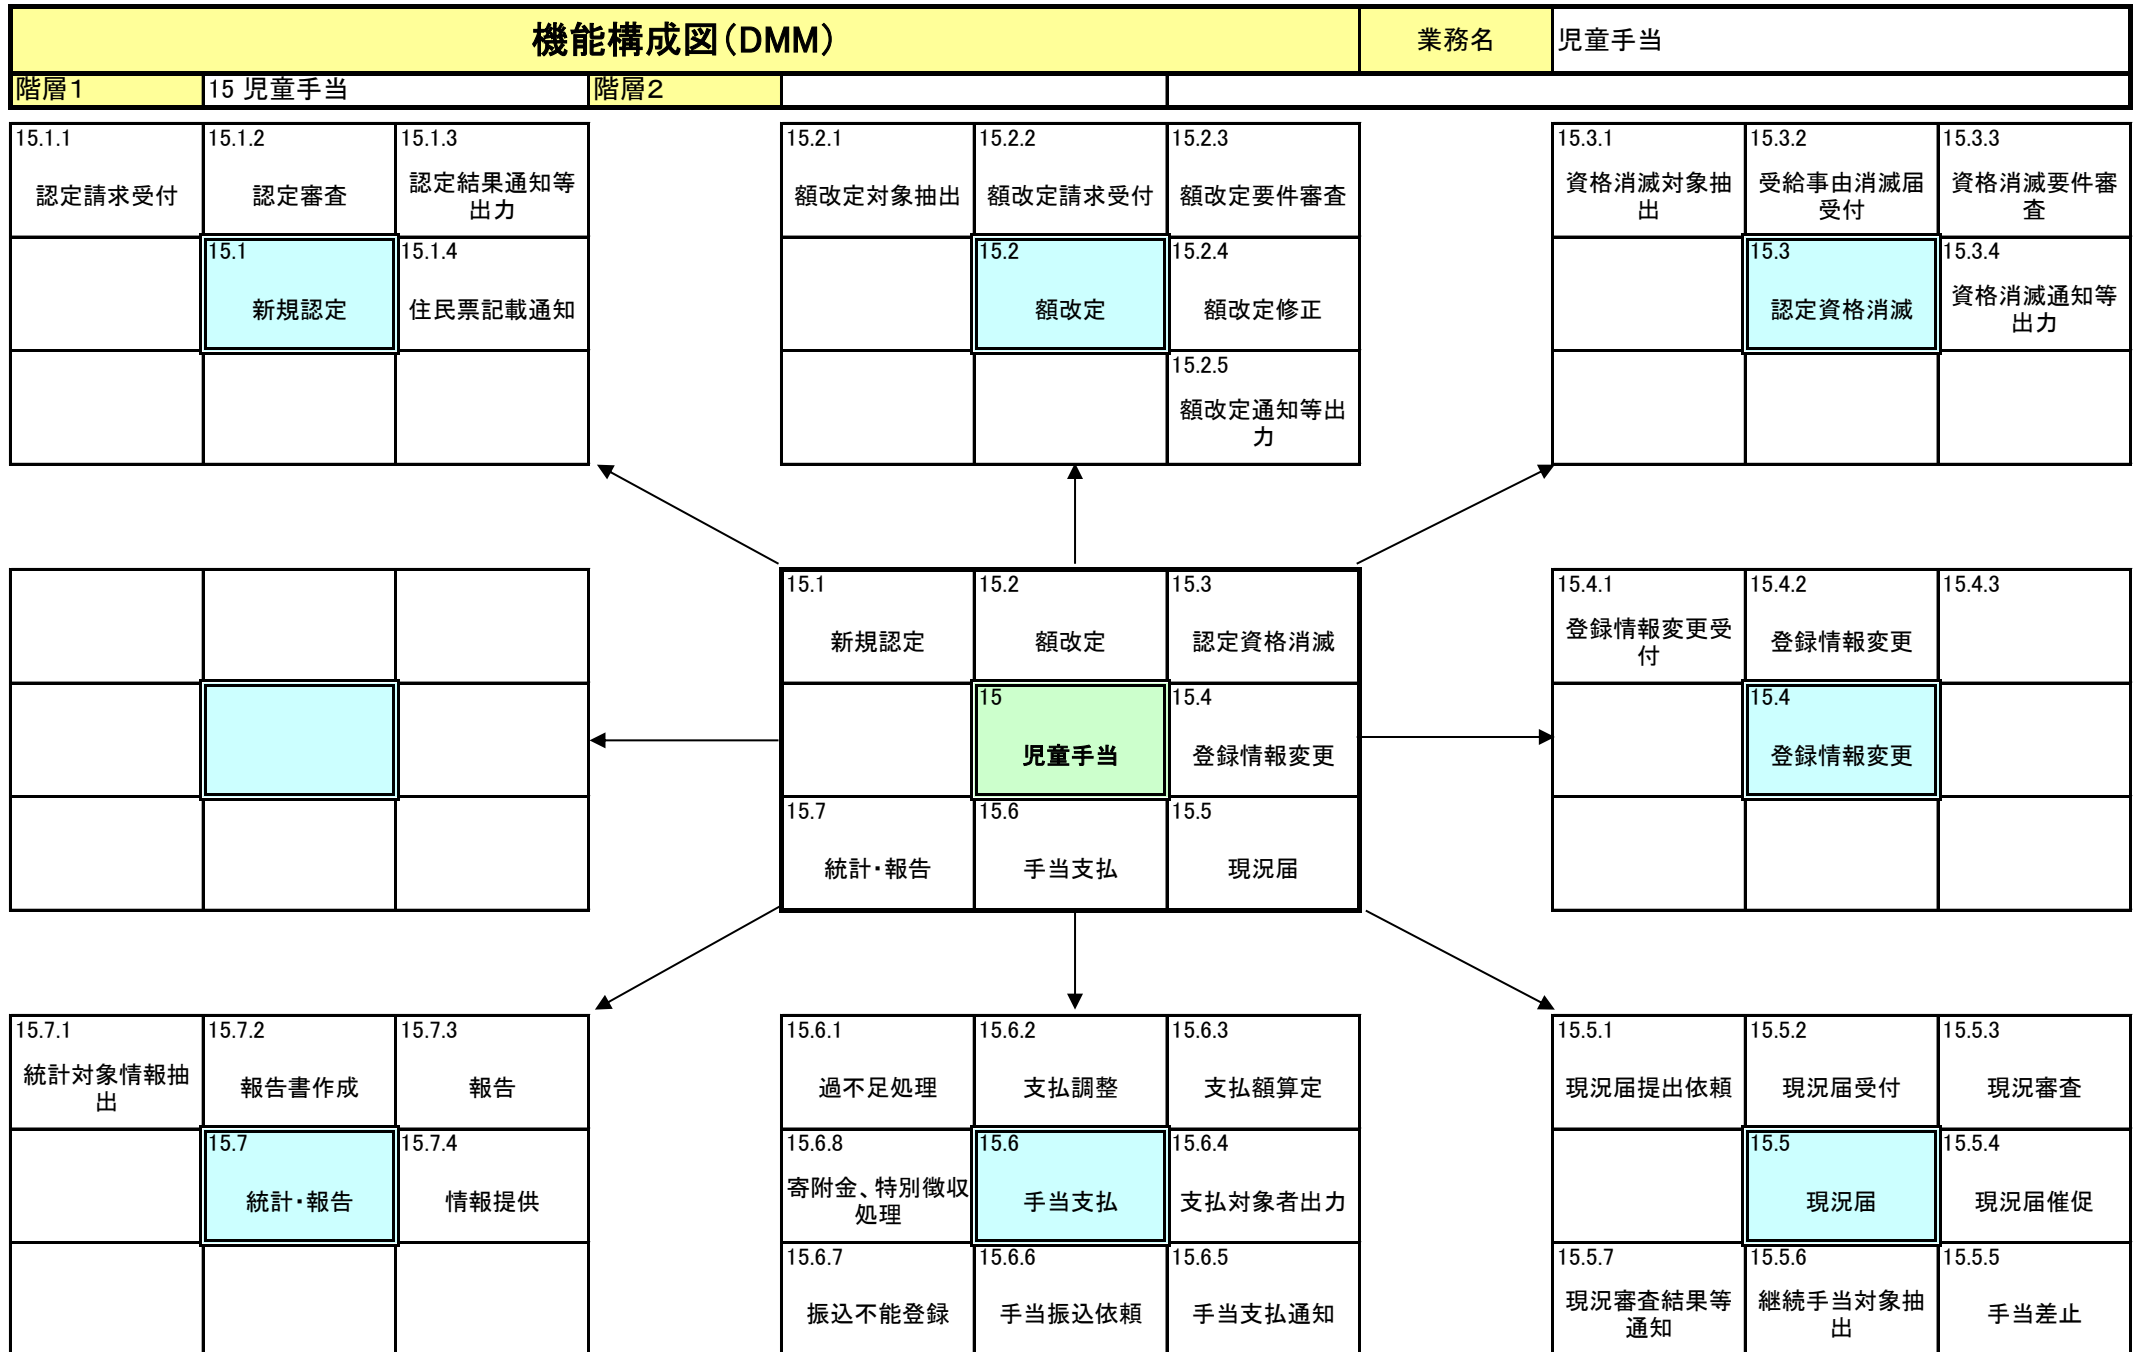 機能構成図(DMM)
業務名
児童手当
階層1
15 児童手当
階層2
15.1.1
認定請求受付
15.1.2
認定審査
15.1.3
認定結果通知等
出力
15.1
新規認定
15.1.4
住民票記載通知
15.2.1
額改定対象抽出
15.2.2
額改定請求受付
15.2.3
額改定要件審査
15.2
額改定
15.2.4
額改定修正
15.2.5
額改定通知等出
力
15.3.1
資格消滅対象抽
出
15.3.2
受給事由消滅届
受付
15.3.3
資格消滅要件審
査
15.3
認定資格消滅
15.3.4
資格消滅通知等
出力
15.1
新規認定
15.2
額改定
15.3
認定資格消滅
15
児童手当
15.4
登録情報変更
15.7
統計・報告
15.6
手当支払
15.5
現況届
15.4.1
登録情報変更受
付
15.4.2
登録情報変更
15.4.3
15.4
登録情報変更
15.7.1
統計対象情報抽
出
15.7.2
報告書作成
15.7.3
報告
15.7
統計・報告
15.7.4
情報提供
15.6.1
過不足処理
15.6.2
支払調整
15.6.3
支払額算定
15.6.8
寄附金、特別徴収
処理
15.6
手当支払
15.6.4
支払対象者出力
15.6.7
振込不能登録
15.6.6
手当振込依頼
15.6.5
手当支払通知
15.5.1
現況届提出依頼
15.5.2
現況届受付
15.5.3
現況審査
15.5
現況届
15.5.4
現況届催促
15.5.7
現況審査結果等
通知
15.5.6
継続手当対象抽
出
15.5.5
手当差止